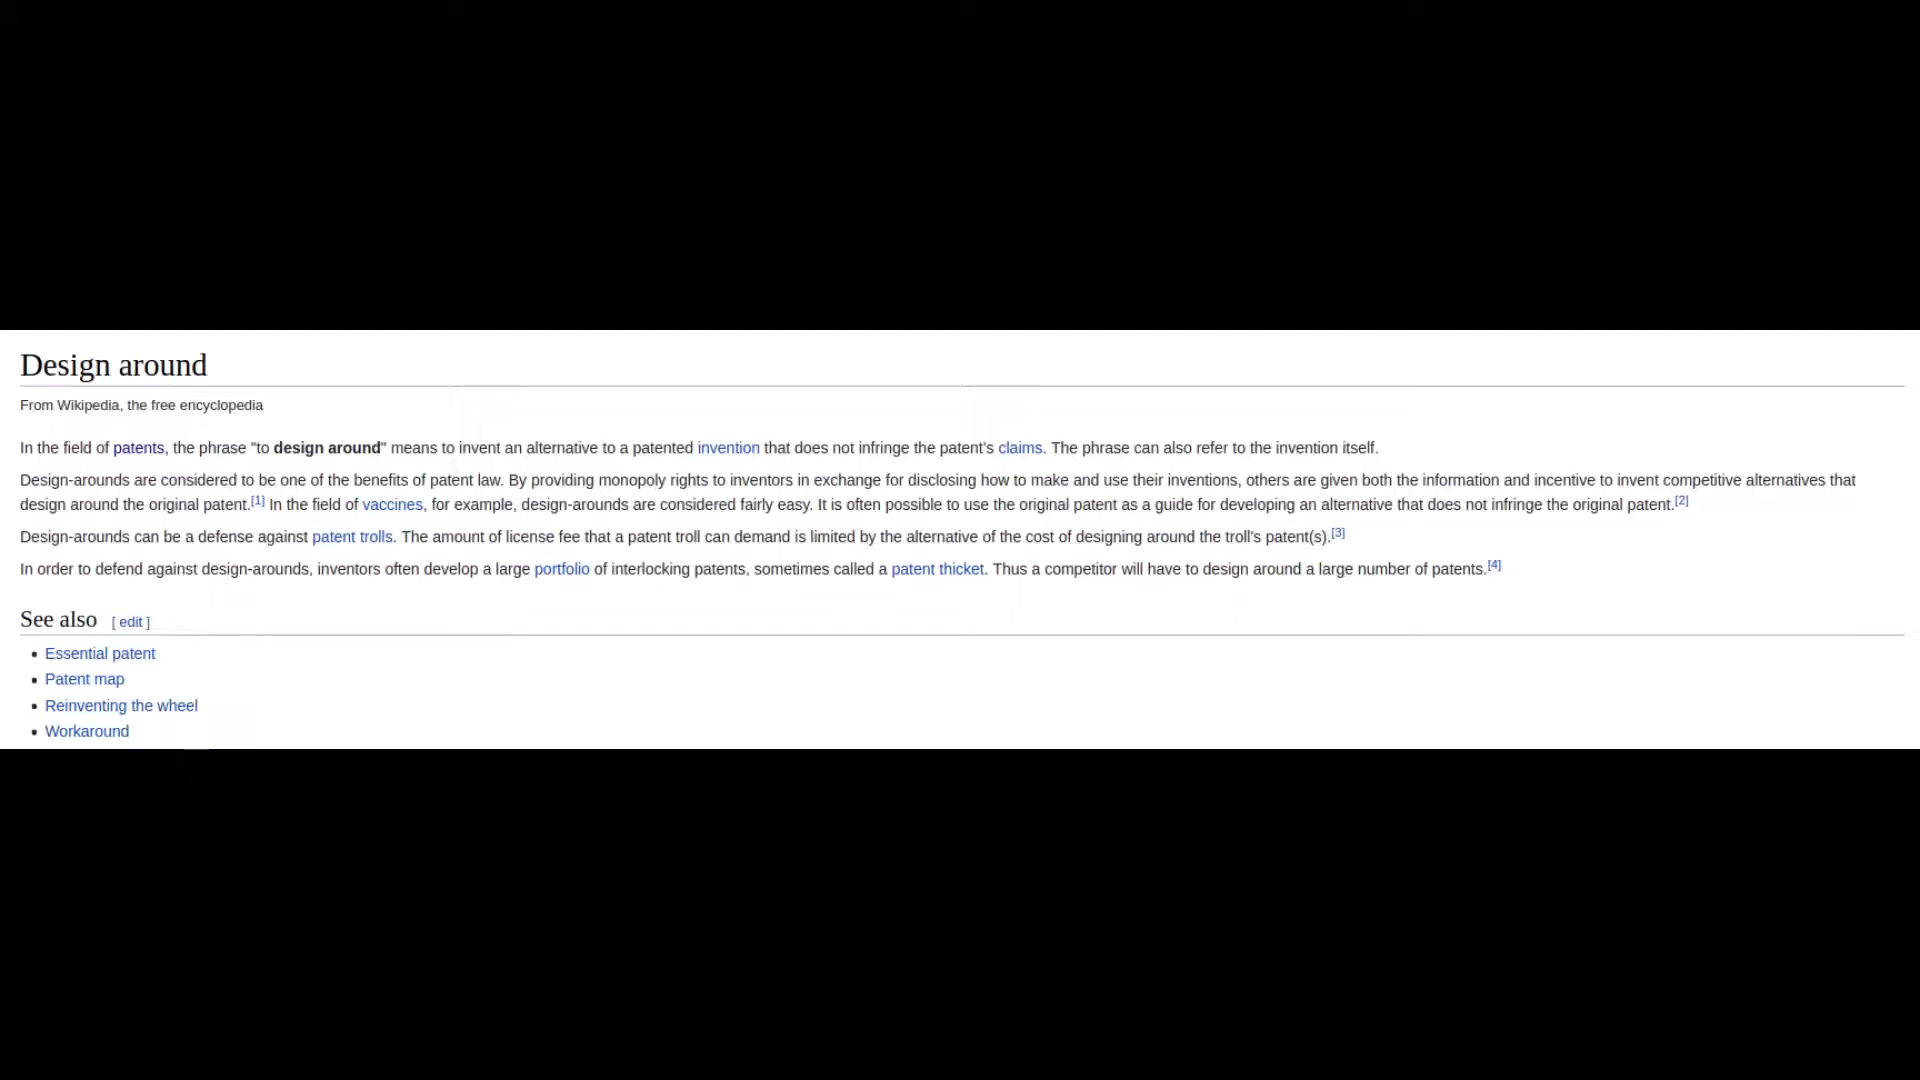 Design around
From Wikipedia, the free encyclopedia
In the field of patents, the phrase "to design around" means to invent an alternative to a patented invention that does not infringe the patent's claims. The phrase can also refer to the invention itself.
Design-arounds are considered to be one of the benefits of patent law. By providing monopoly rights to inventors in exchange for disclosing how to make and use their inventions, others are given both the information and incentive to invent competitive alternatives that
design around the original patent.[1] In the field of vaccines, for example, design-arounds are considered fairly easy. It is often possible to use the original patent as a guide for developing an alternative that does not infringe the original patent.[2]
Design-arounds can be a defense against patent trolls. The amount of license fee that a patent troll can demand is limited by the alternative of the cost of designing around the troll's patent(s).[3]
In order to defend against design-arounds, inventors often develop a large portfolio of interlocking patents, sometimes called a patent thicket. Thus a competitor will have to design around a large number of patents.[4]
See also [ edit ]
• Essential patent
• Patent map
• Reinventing the wheel
• Workaround